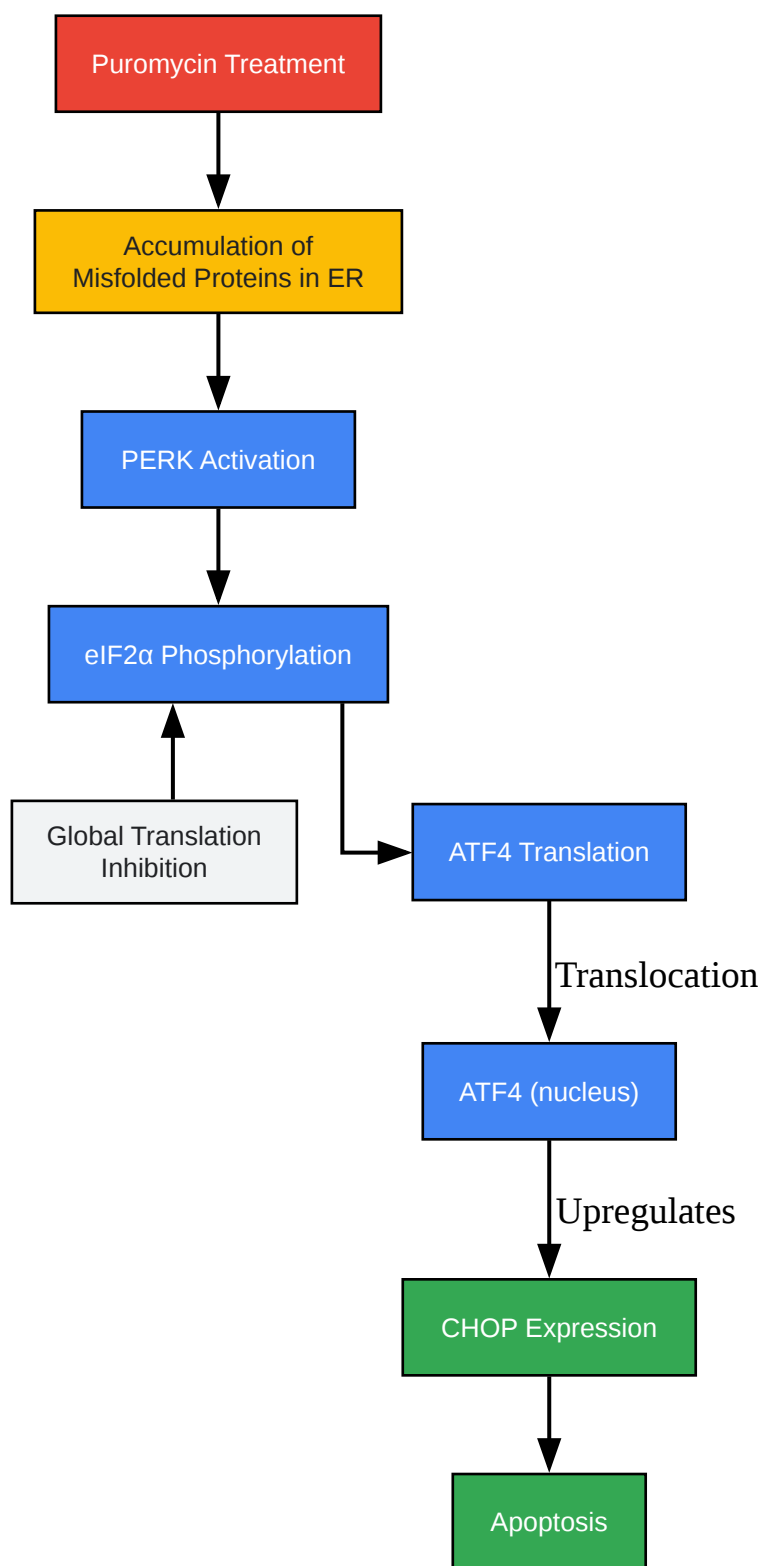 Puromycin Treatment
Accumulation of
Misfolded Proteins in ER
PERK Activation
eIF2α Phosphorylation
Global Translation
Inhibition
ATF4 Translation
Translocation
ATF4 (nucleus)
Upregulates
CHOP Expression
Apoptosis